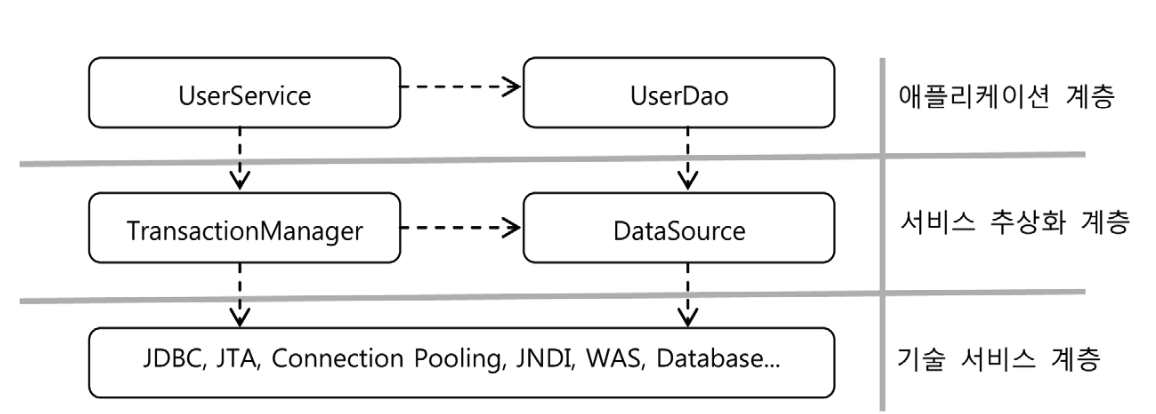 UserService
UserDao
애플리케이션 계층
TransactionManager
DataSource
서비스 추상화 계층
JDBC, JTA, Connection Pooling, JNDI, WAS, Database...
기술 서비스 계층